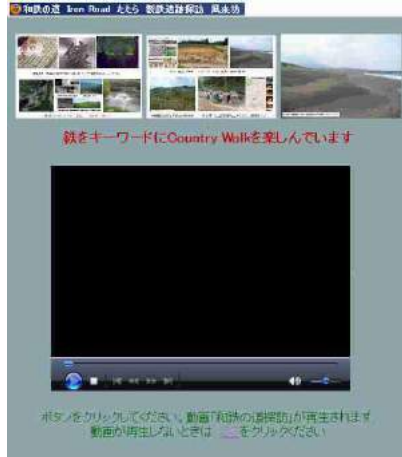 和鉄の道 Iron Road たたら 製鉄遺跡探訪 風来坊
鉄をキーワードにCountry Walkを楽しんでいます
ボタンをクリックしてください、動画「和鉄の道探訪」が再生されます
動画が再生しないときは
をクリックください